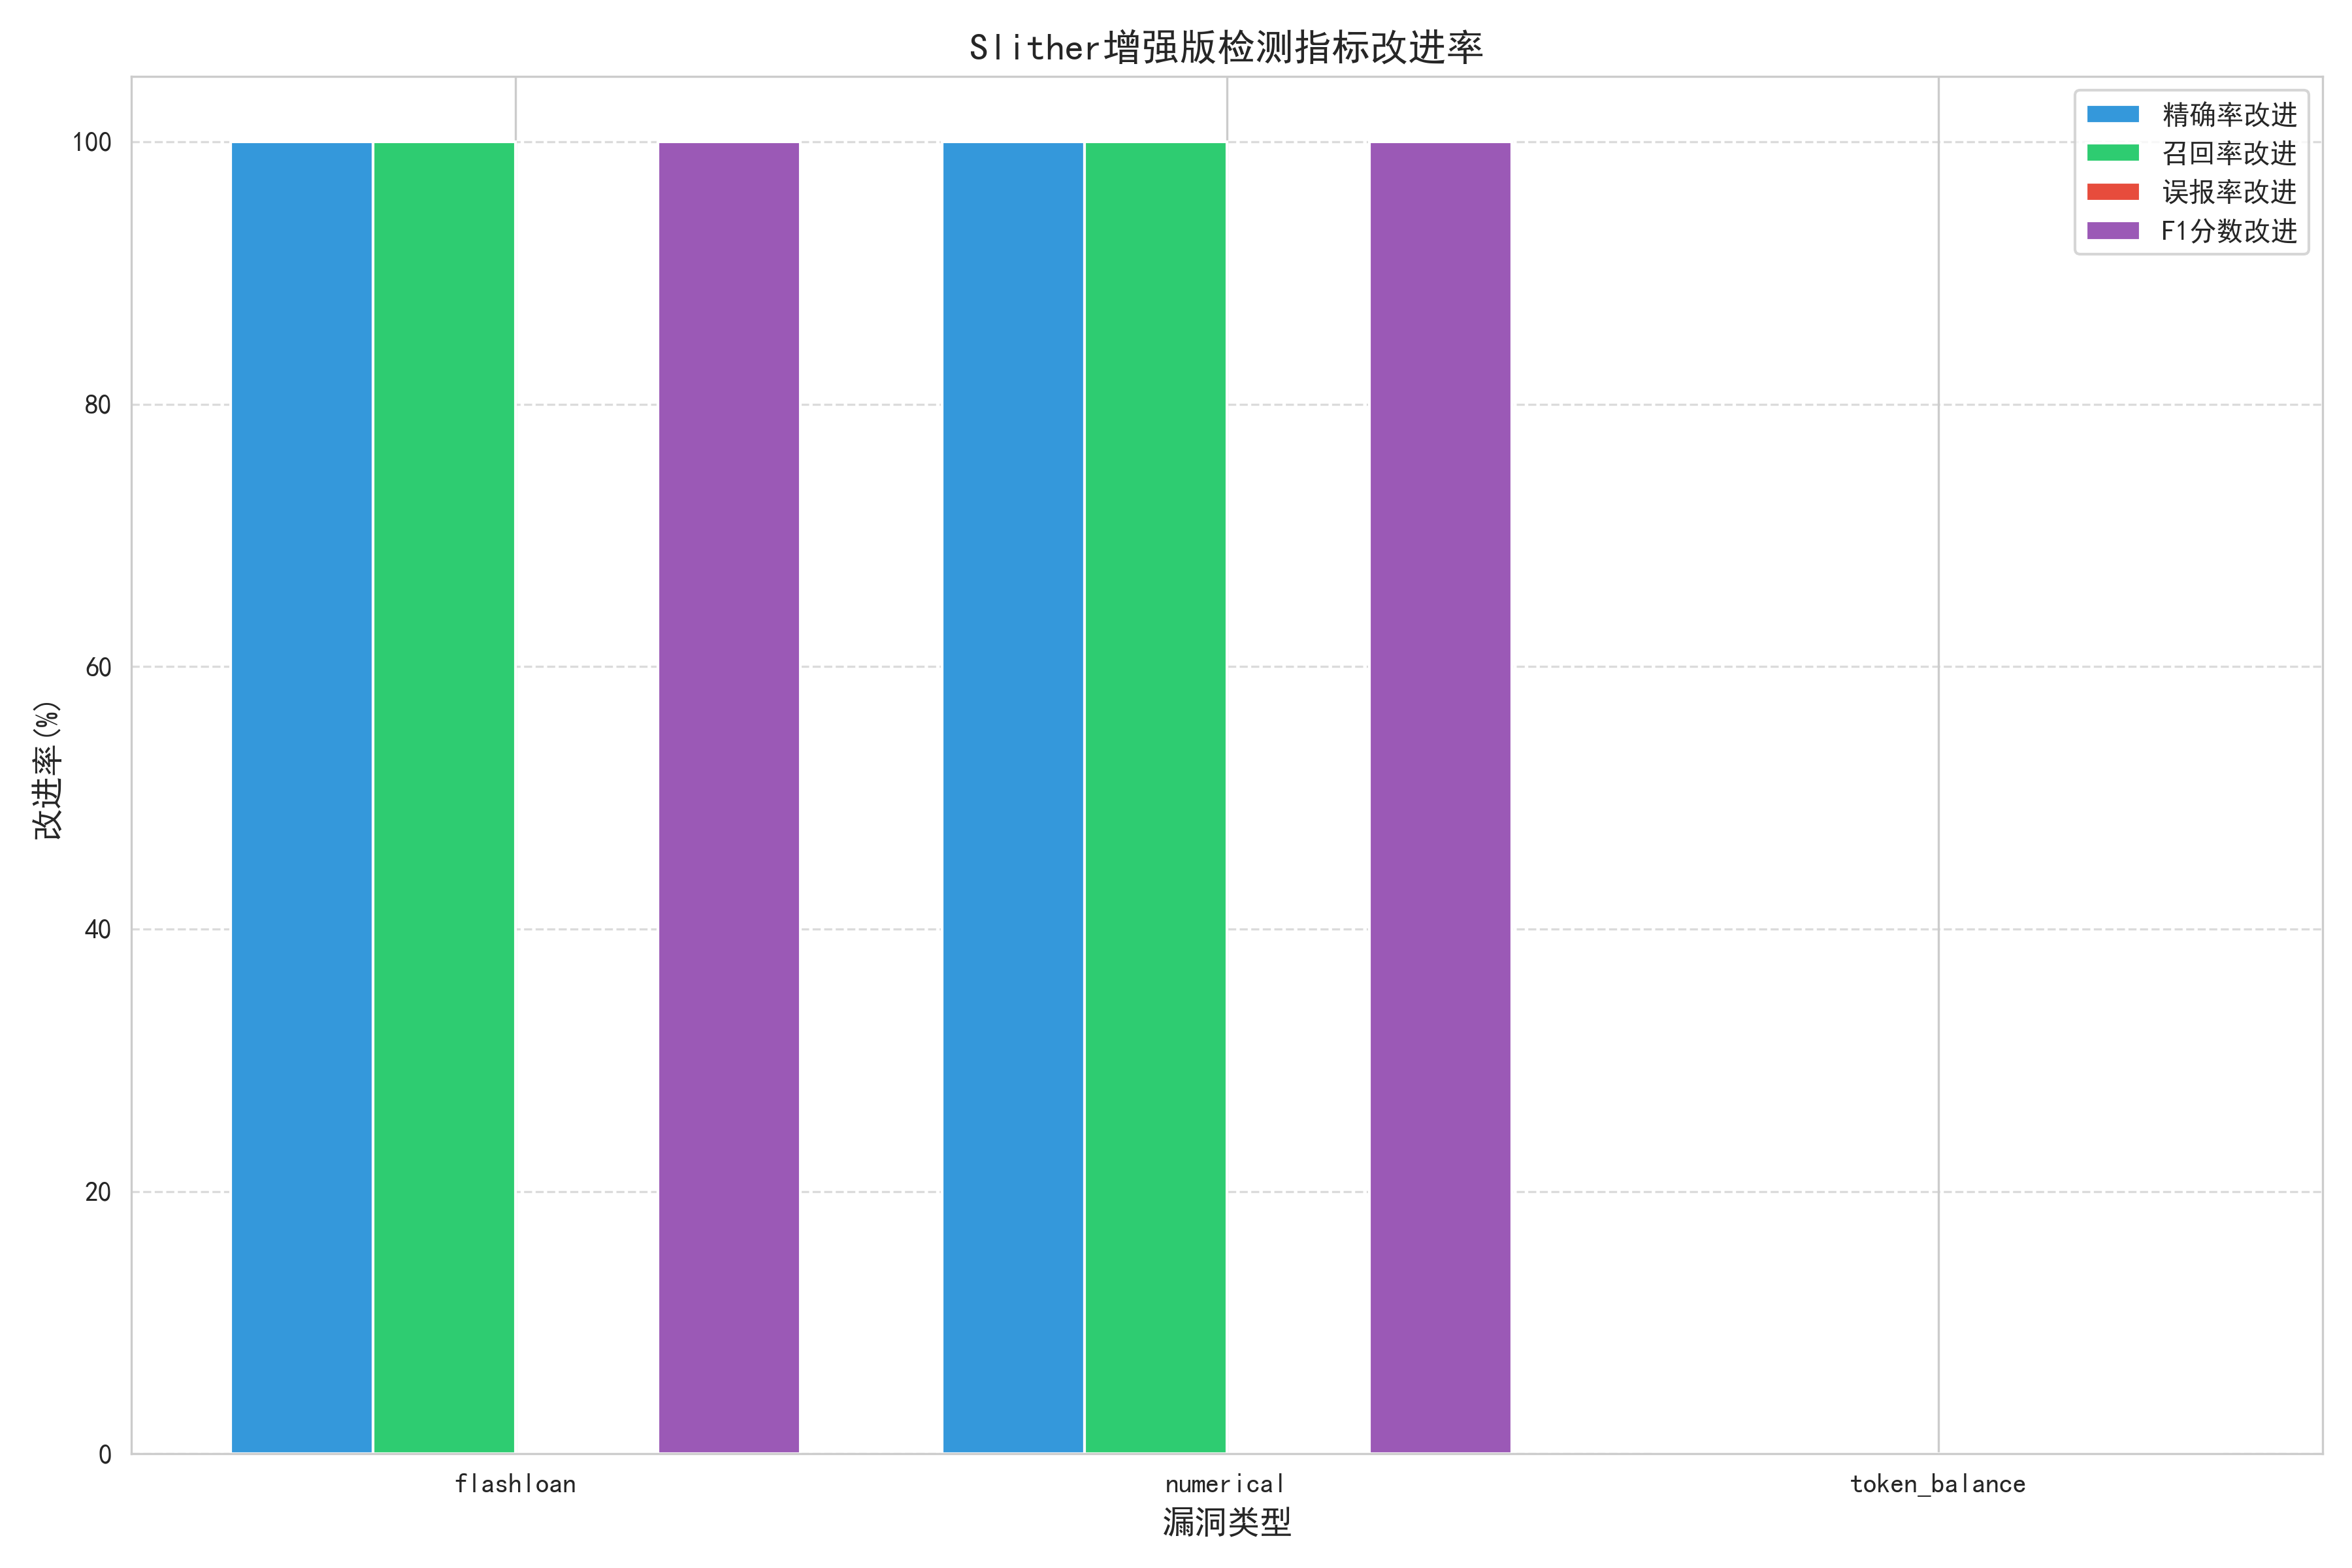 Slither增强版检测指标改进率
精确率改进
召回率改进
误报率改进
F1分数改进
改进率(%)
100
80
60
40
20
0
flashloan
numerical
token_balance
漏洞类型